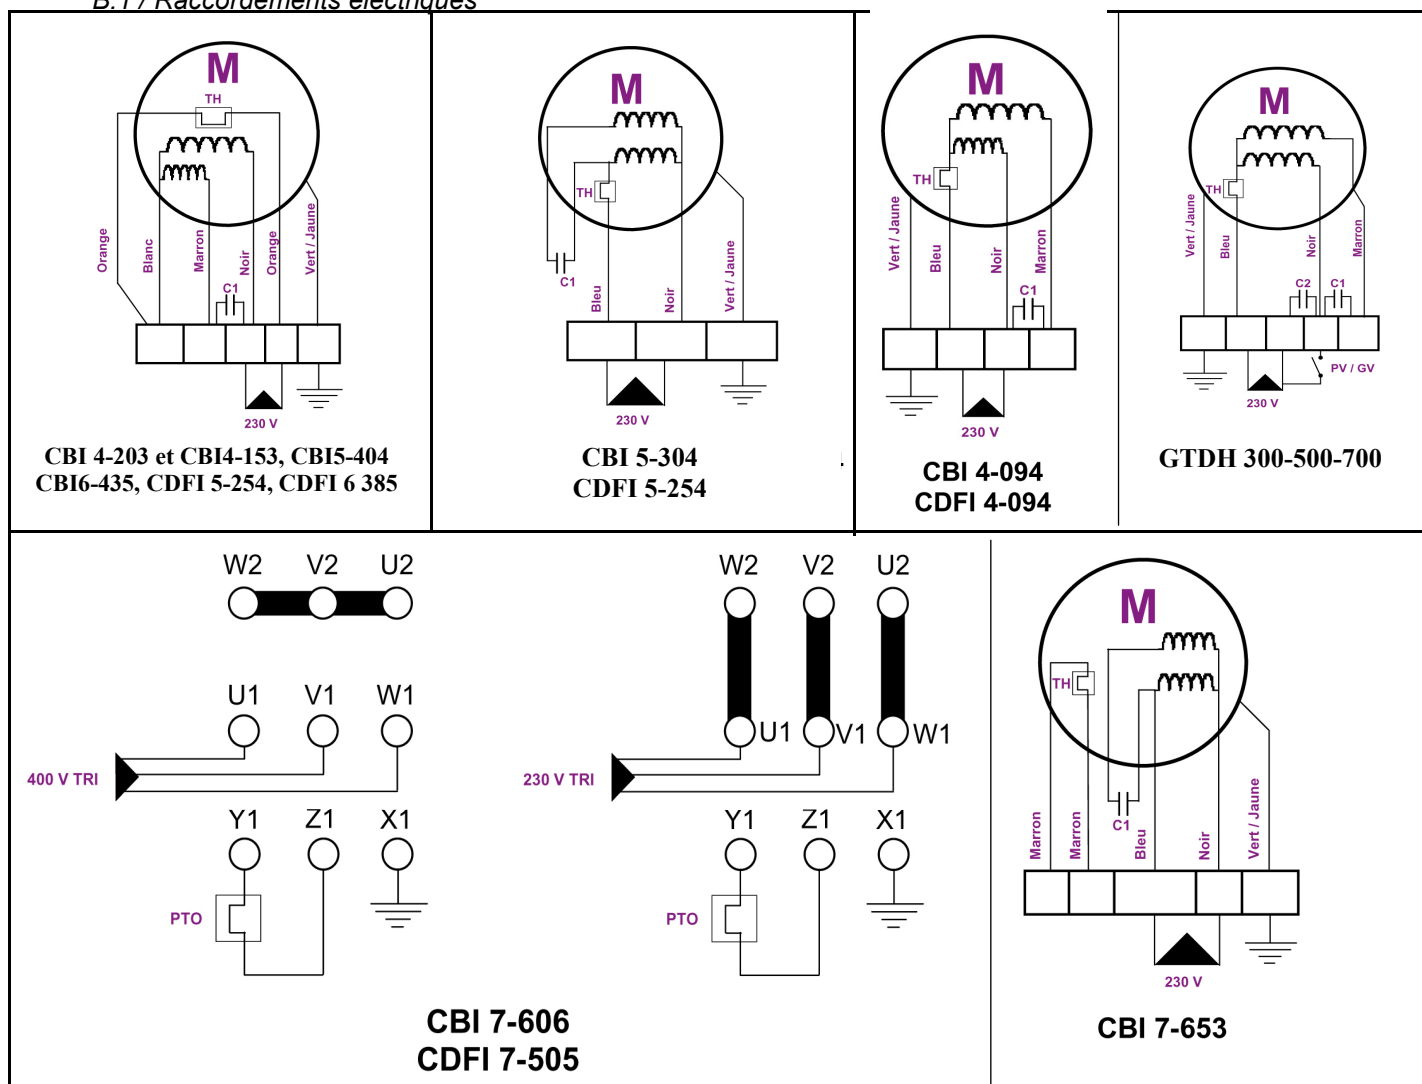 B.1 / Raccordements électriques
M
TH
Orange
Blanc
Marron
Noir
Orange
Vert / Jaune
C1
230 V
CBI 4-203 et CBI4-153, CBI5-404
CBI6-435, CDFI 5-254, CDFI 6 385
M
TH
C1
Bleu
Noir
Vert / Jaune
230 V
CBI 5-304
CDFI 5-254
M
TH
Vert / Jaune
Bleu
Noir
Marron
C1
230 V
CBI 4-094
CDFI 4-094
M
TH
Vert / Jaune
Bleu
Noir
Marron
C2
C1
PV / GV
230 V
GTDH 300-500-700
W2 V2 U2
U1 V1 W1
400 V TRI
Y1 Z1 X1
PTO
W2 V2 U2
U1 V1 W1
230 V TRI
Y1 Z1 X1
PTO
CBI 7-606
CDFI 7-505
M
TH
C1
Marron
Marron
Bleu
Noir
Vert / Jaune
230 V
CBI 7-653